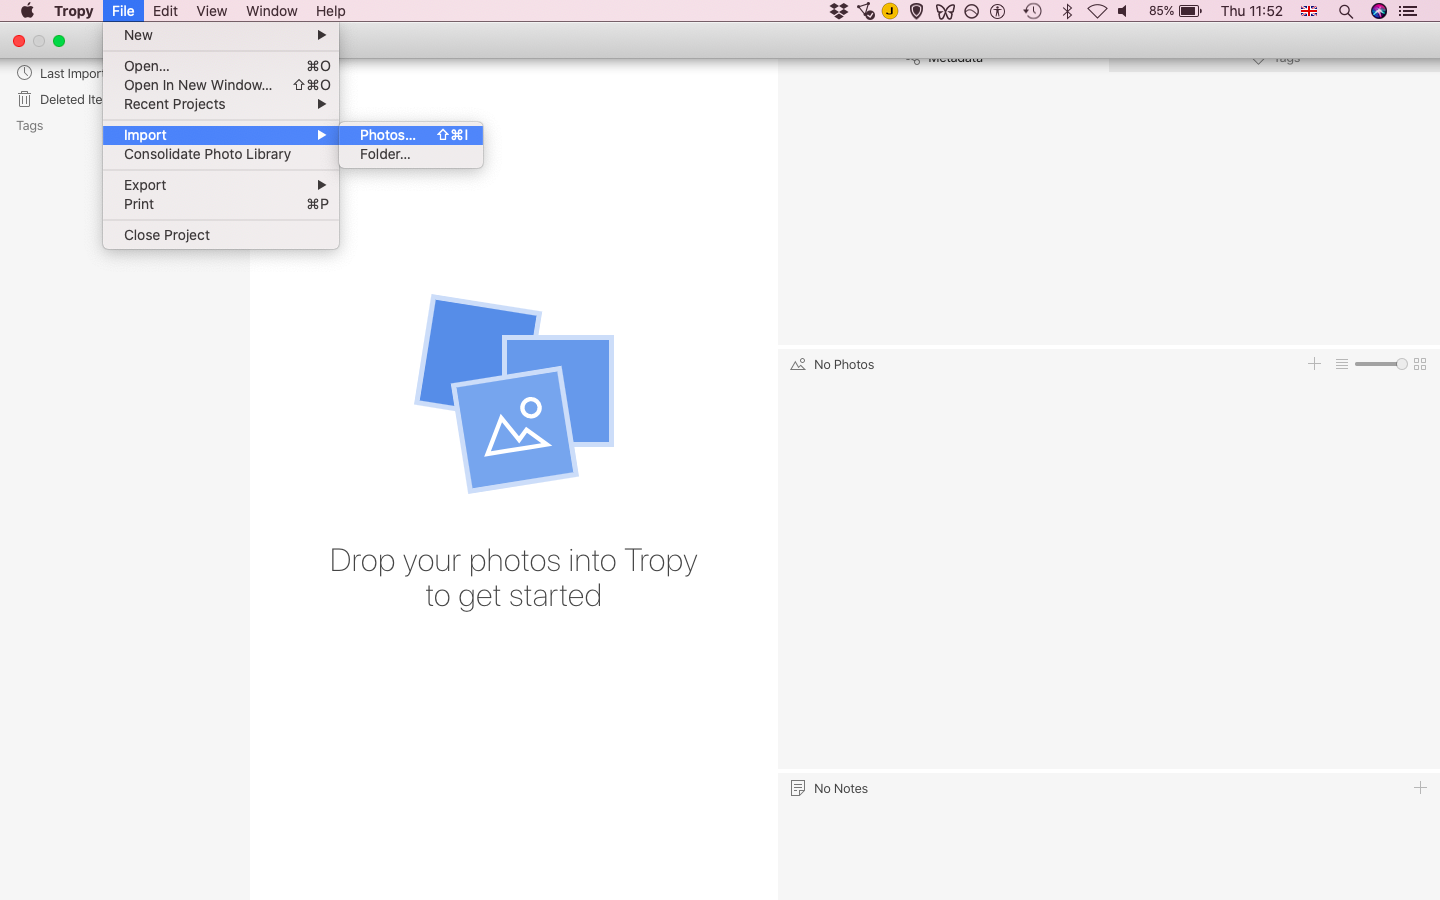 Tropy File Edit View Window Help 85% Thu 11:52
New
Open... ⌘O
Open In New Window... ⇧⌘O
Recent Projects
Import
Consolidate Photo Library
Export
Print ⌘P
Close Project
Photos... ⇧⌘I
Folder...
Last Impor
Deleted Ite
Tags
Metadata
Tags
Drop your photos into Tropy
to get started
No Photos
No Notes